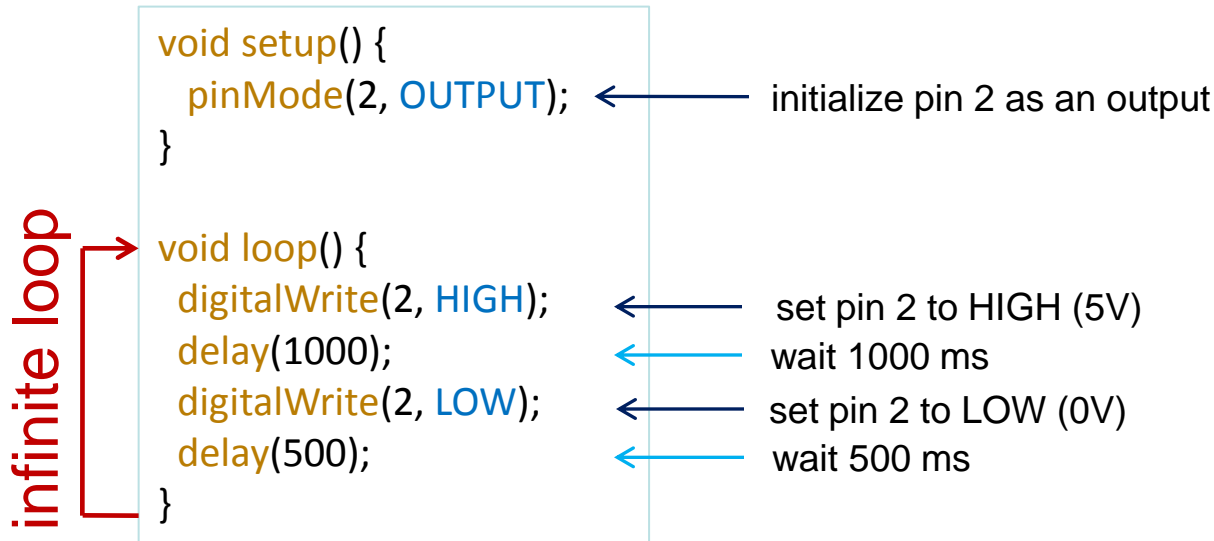 void setup() {
pinMode(2, OUTPUT);
initialize pin 2 as an output
}
infinite loop
void loop() {
digitalWrite(2, HIGH);
set pin 2 to HIGH (5V)
delay(1000);
wait 1000 ms
digitalWrite(2, LOW);
set pin 2 to LOW (0V)
delay(500);
wait 500 ms
}